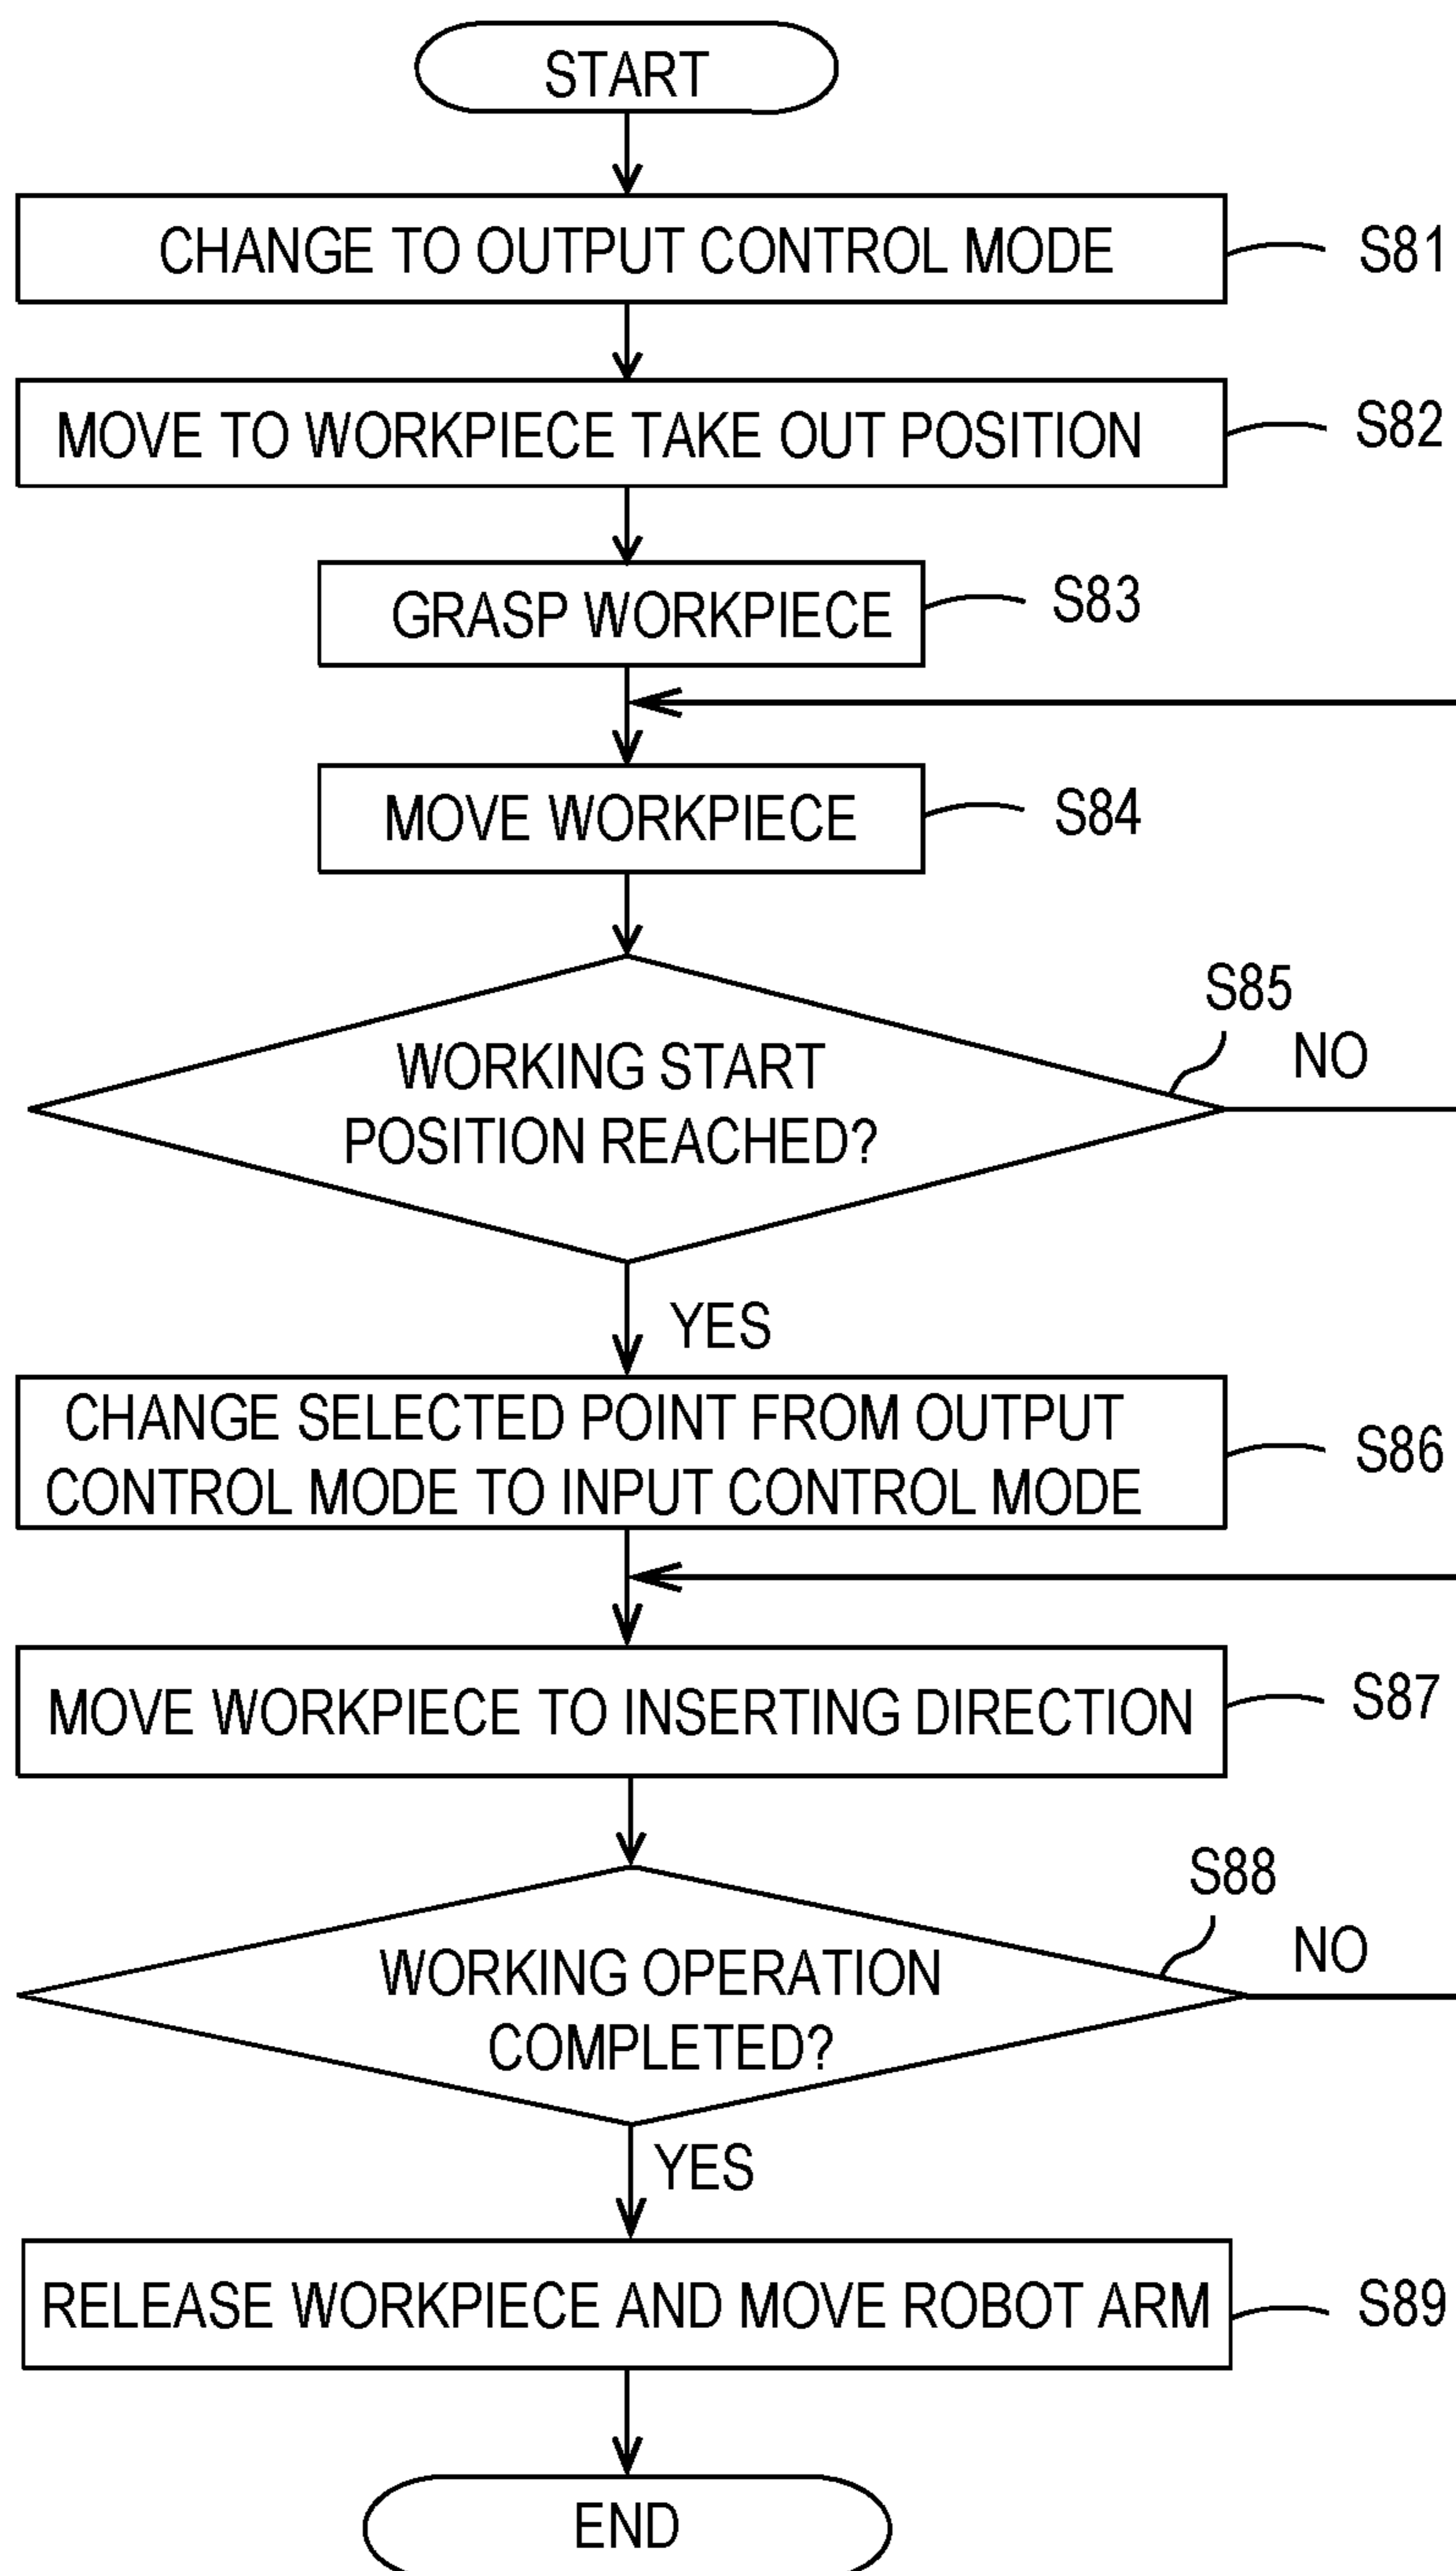 START
CHANGE TO OUTPUT CONTROL MODE
S81
MOVE TO WORKPIECE TAKE OUT POSITION
S82
GRASP WORKPIECE
S83
MOVE WORKPIECE
S84
S85
WORKING START
POSITION REACHED?
NO
YES
CHANGE SELECTED POINT FROM OUTPUT
CONTROL MODE TO INPUT CONTROL MODE
S86
MOVE WORKPIECE TO INSERTING DIRECTION
S87
S88
WORKING OPERATION
COMPLETED?
NO
YES
RELEASE WORKPIECE AND MOVE ROBOT ARM
S89
END